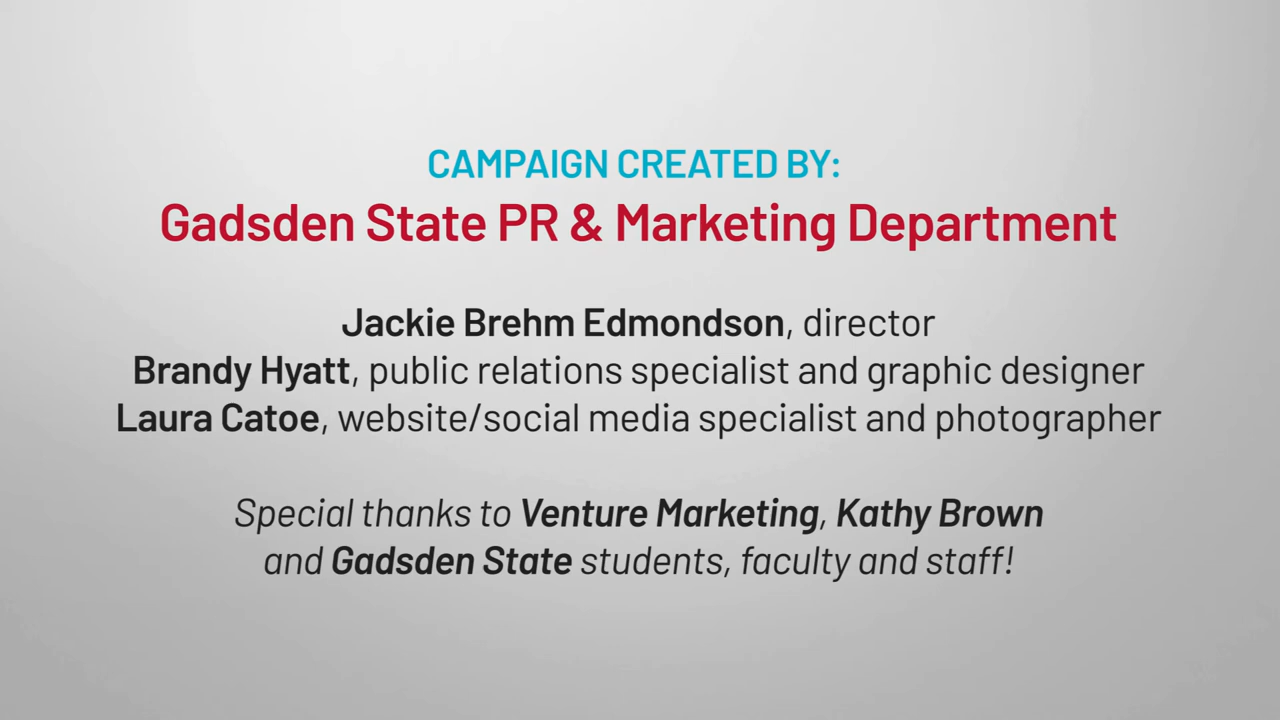 CAMPAIGN CREATED BY:
Gadsden State PR & Marketing Department
Jackie Brehm Edmondson, director
Brandy Hyatt, public relations specialist and graphic designer
Laura Catoe, website/social media specialist and photographer
Special thanks to Venture Marketing, Kathy Brown
and Gadsden State students, faculty and staff!